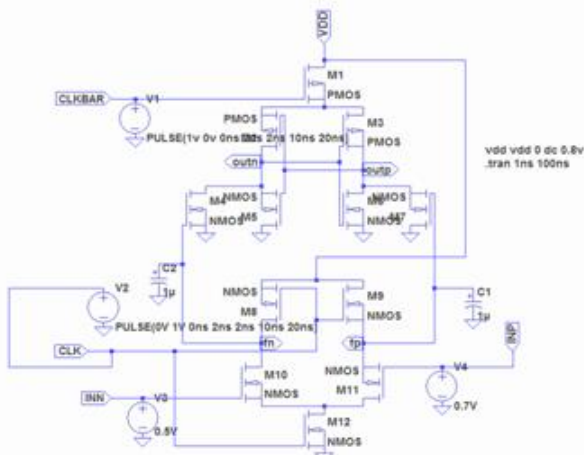 VDD
M1
CLKBAR
V1
PMOS
PMOS
M3
PULSE(1v 0v 0ns 2ns 2ns 10ns 20ns)
PMOS
vdd vdd 0 dc 0.8v
.tran 1ns 100ns
outn
outp
NMOS
NMOS
M4
M5
M7
NMOS
NMOS
C2
1µ
V2
NMOS
M9
C1
1µ
M8
NMOS
PULSE(0V 1V 0ns 2ns 2ns 10ns 20ns)
fn
fp
CLK
INP
M10
NMOS
V4
INN
V3
NMOS
M11
0.7V
0.5V
M12
NMOS